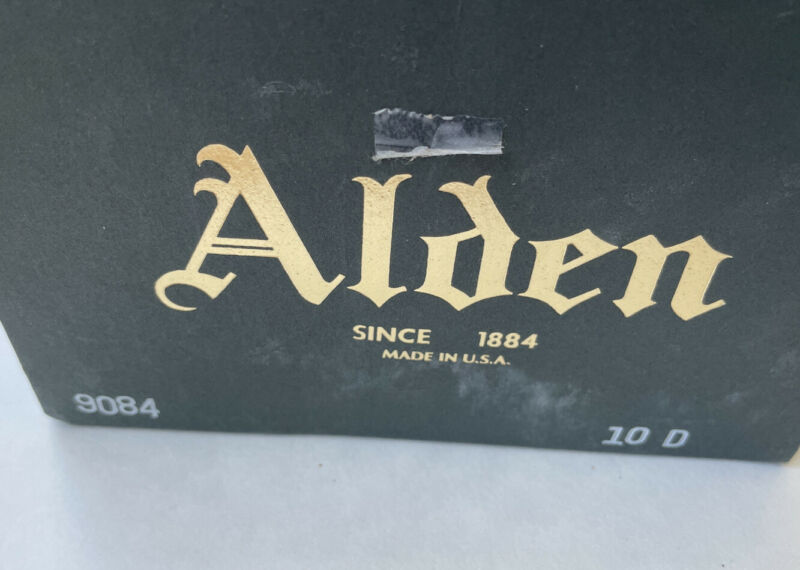 Alden
SINCE 1884
MADE IN U.S.A.
9084 10 D